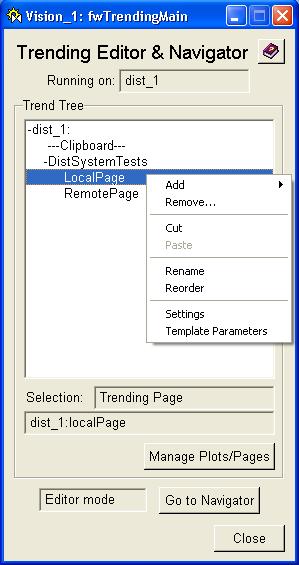 Vision_1: fwTrendingMain
Trending Editor & Navigator
Running on: dist_1
Trend Tree
-dist_1:
---Clipboard---
-DistSystemTests
LocalPage
RemotePage
Add
Remove...
Cut
Paste
Rename
Reorder
Settings
Template Parameters
Selection: Trending Page
dist_1:localPage
Manage Plots/Pages
Editor mode Go to Navigator
Close